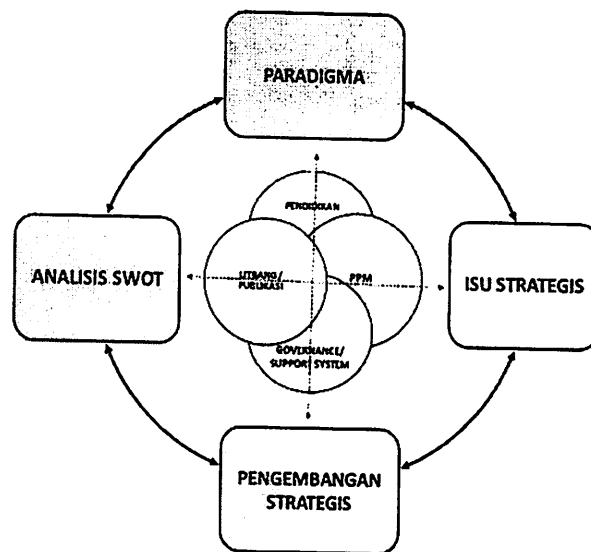 PARADIGMA
PENDIDIKAN
ANALISIS SWOT
LITBANG/
PUBLIKASI
PPM
ISU STRATEGIS
GOVERNANCE/
SUPPORT SYSTEM
PENGEMBANGAN
STRATEGIS